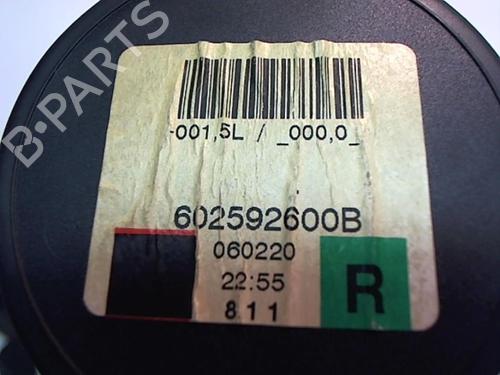 B-PARTS
-001,5L / _000,0_
602592600B
060220
22:55
811
R